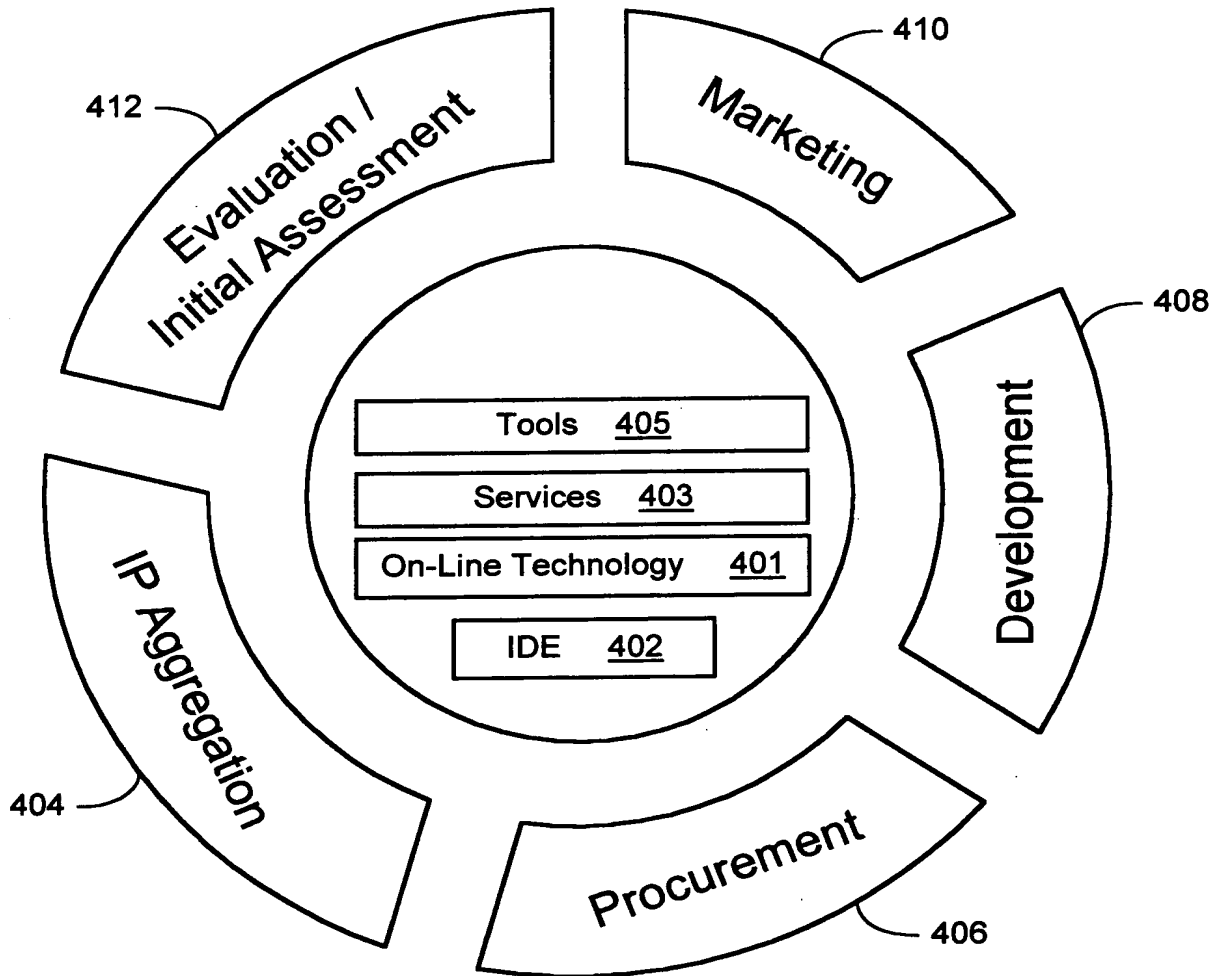 410
Marketing
412
Evaluation /
Initial Assessment
408
Development
Tools 405
Services 403
On-Line Technology 401
IDE 402
IP Aggregation
404
Procurement
406